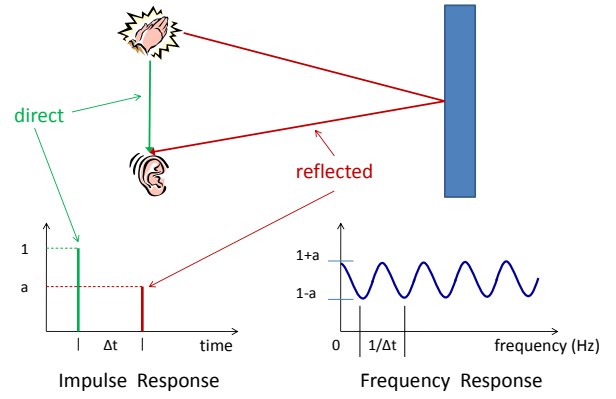 direct
reflected
1
a
Δt
time
Impulse Response
1+a
1-a
0
1/Δt
frequency (Hz)
Frequency Response